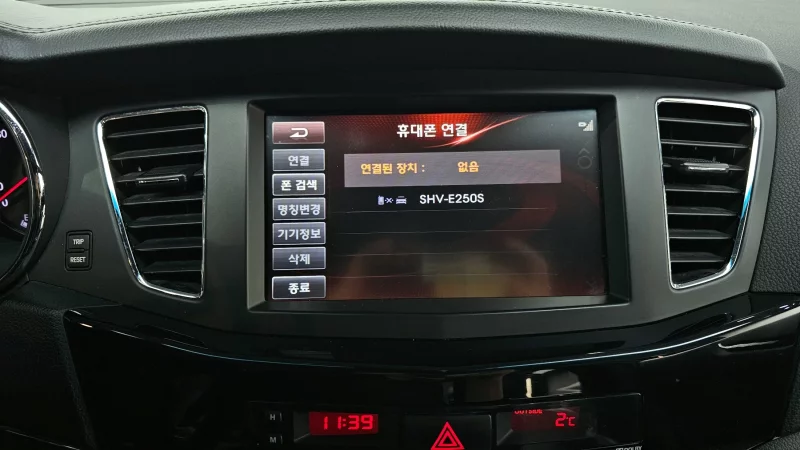 휴대폰 연결
연결
연결된 장치 : 없음
폰 검색
SHV-E250S
명칭변경
기기정보
삭제
종료
TRIP
RESET
H
M
11:39
OUTSIDE
2°C